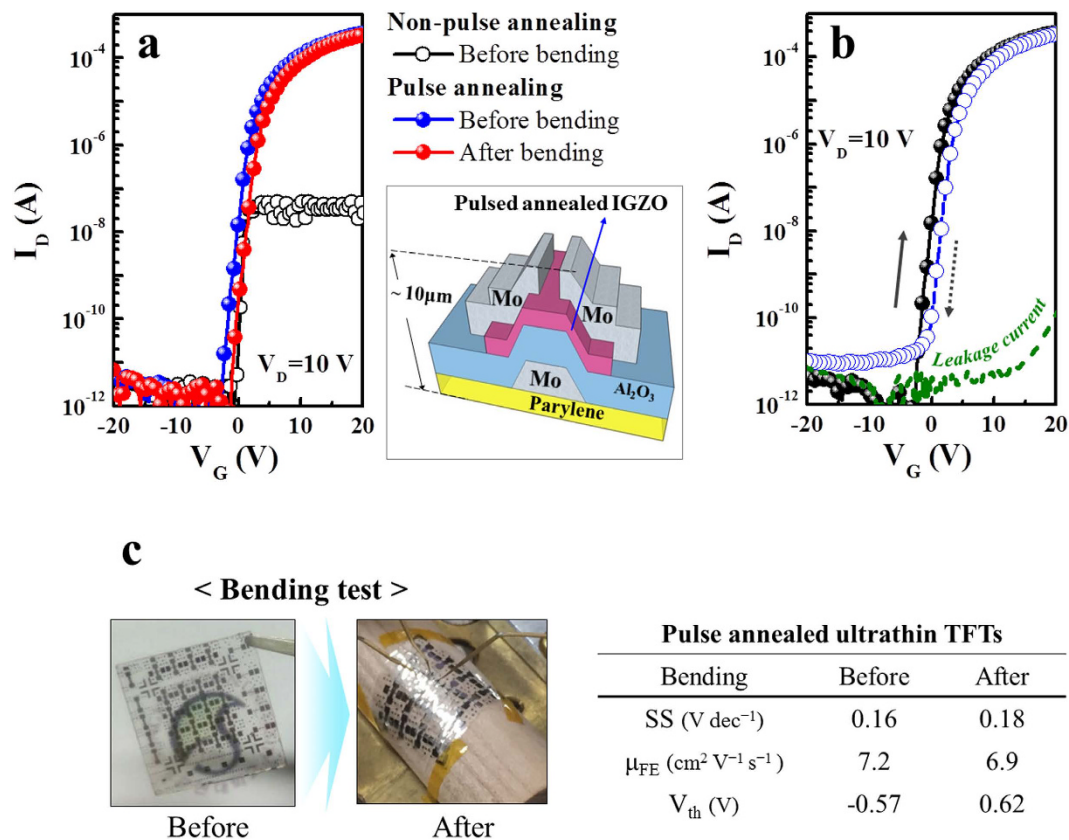 a
10⁻⁴
10⁻⁶
10⁻⁸
10⁻¹⁰
10⁻¹²
I_D (A)
V_D=10 V
-20
-10
0
10
20
V_G (V)
Non-pulse annealing
Before bending
Pulse annealing
Before bending
After bending
Pulsed annealed IGZO
~ 10μm
Mo
Mo
Mo
Al₂O₃
Parylene
b
10⁻⁴
10⁻⁶
10⁻⁸
10⁻¹⁰
10⁻¹²
I_D (A)
V_D=10 V
Leakage current
-20
-10
0
10
20
V_G (V)
c
< Bending test >
Before
After
Pulse annealed ultrathin TFTs
Bending Before After
SS (V dec⁻¹) 0.16 0.18
μ_FE (cm² V⁻¹ s⁻¹) 7.2 6.9
V_th (V) -0.57 0.62